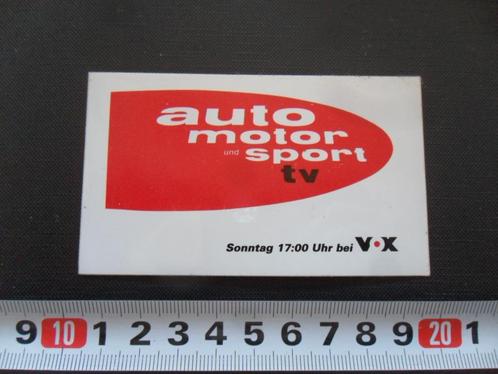 auto
motor
und sport
tv
Sonntag 17:00 Uhr bei VOX
9 10 1 2 3 4 5 6 7 8 9 20 1